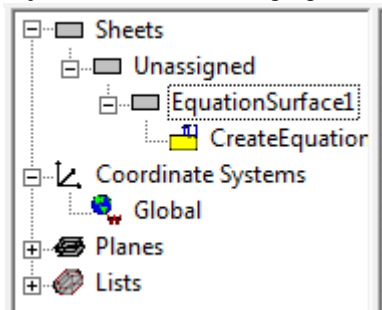 Sheets
Unassigned
EquationSurface1
CreateEquation
Coordinate Systems
Global
Planes
Lists